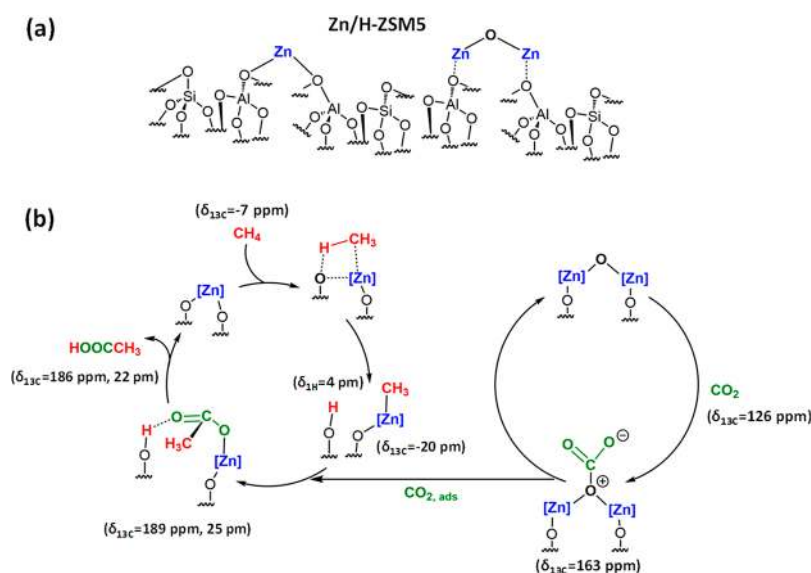 (a)
Zn/H-ZSM5
Zn
Zn O Zn
O O O O O O
Si Al Al Si Al Al Si
O O O O O O O O O O O O O O
(b)
(δ13C=-7 ppm)
CH4
H CH3
O [Zn]
O
[Zn]
O O
HOOCCH3
(δ13C=186 ppm, 22 pm)
(δ1H=4 pm)
CH3
H [Zn]
O O
(δ13C=-20 pm)
H O C O
H3C
O [Zn]
O
(δ13C=189 ppm, 25 pm)
CO2, ads
O
[Zn] [Zn]
O O
CO2
(δ13C=126 ppm)
O O ⊖
C
O ⊕
[Zn] [Zn]
O O
(δ13C=163 ppm)